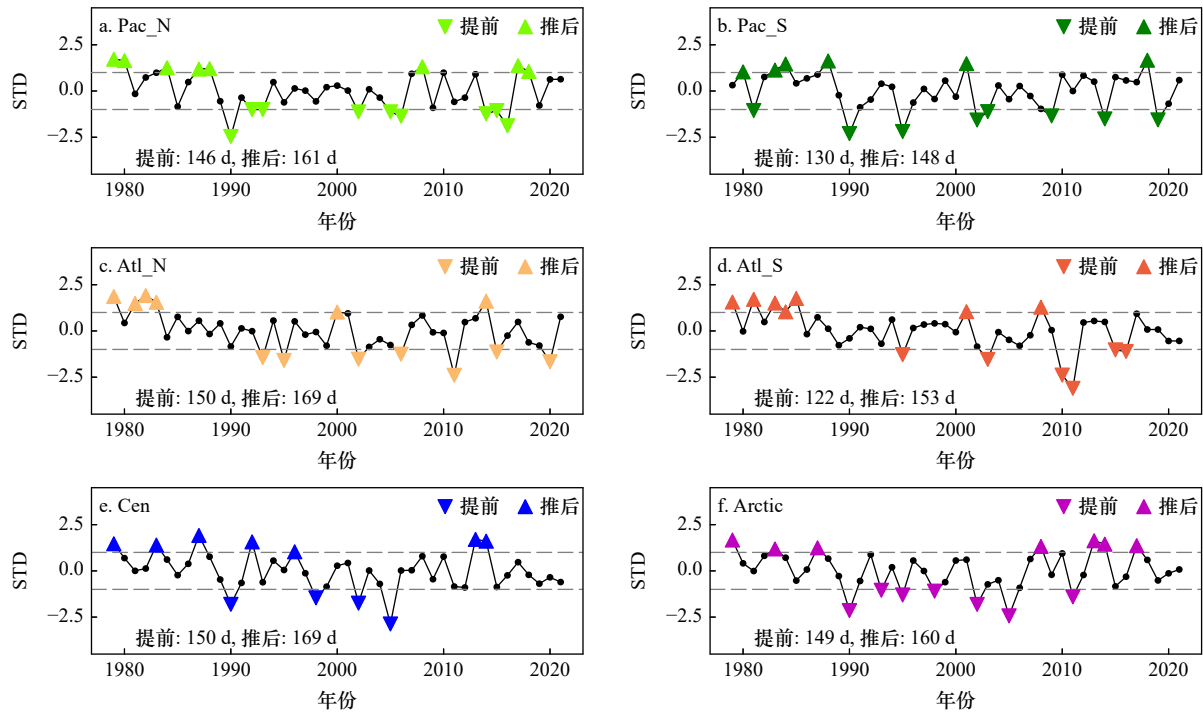 a. Pac_N
提前 推后
2.5
0.0
−2.5
STD
提前: 146 d, 推后: 161 d
1980 1990 2000 2010 2020
年份
b. Pac_S
提前 推后
2.5
0.0
−2.5
STD
提前: 130 d, 推后: 148 d
1980 1990 2000 2010 2020
年份
c. Atl_N
提前 推后
2.5
0.0
−2.5
STD
提前: 150 d, 推后: 169 d
1980 1990 2000 2010 2020
年份
d. Atl_S
提前 推后
2.5
0.0
−2.5
STD
提前: 122 d, 推后: 153 d
1980 1990 2000 2010 2020
年份
e. Cen
提前 推后
2.5
0.0
−2.5
STD
提前: 150 d, 推后: 169 d
1980 1990 2000 2010 2020
年份
f. Arctic
提前 推后
2.5
0.0
−2.5
STD
提前: 149 d, 推后: 160 d
1980 1990 2000 2010 2020
年份